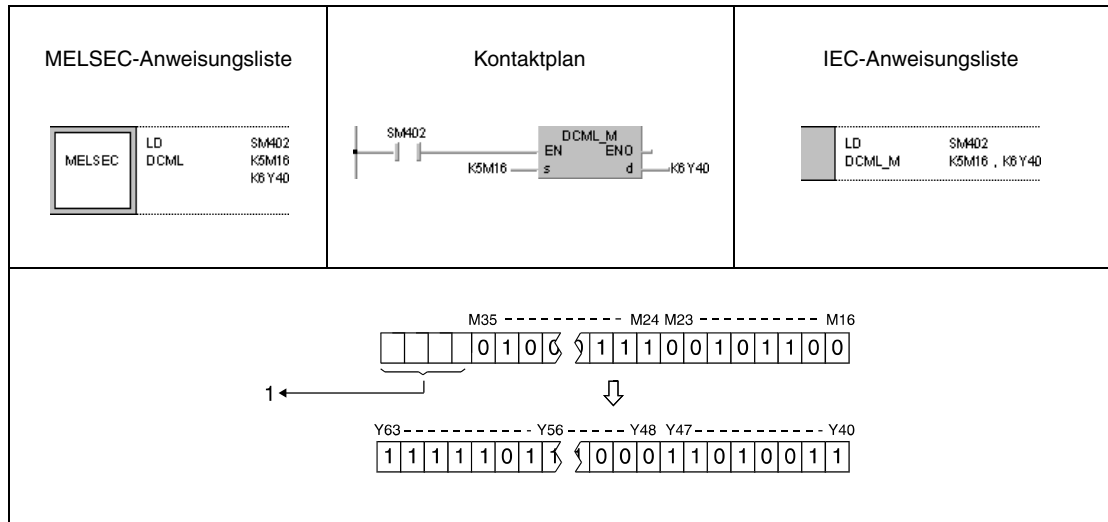 MELSEC-Anweisungsliste
MELSEC
LD SM402
DCML K5M16
K6Y40
Kontaktplan
SM402
DCML_M
EN ENO
K5M16 s d K6Y40
IEC-Anweisungsliste
LD SM402
DCML_M K5M16 , K6Y40
M35 M24 M23 M16
0 1 0 0 0 1 1 1 0 0 1 0 1 1 0 0
1
Y63 Y56 Y48 Y47 Y40
1 1 1 1 1 0 1 1 1 0 0 0 1 1 0 1 0 0 1 1